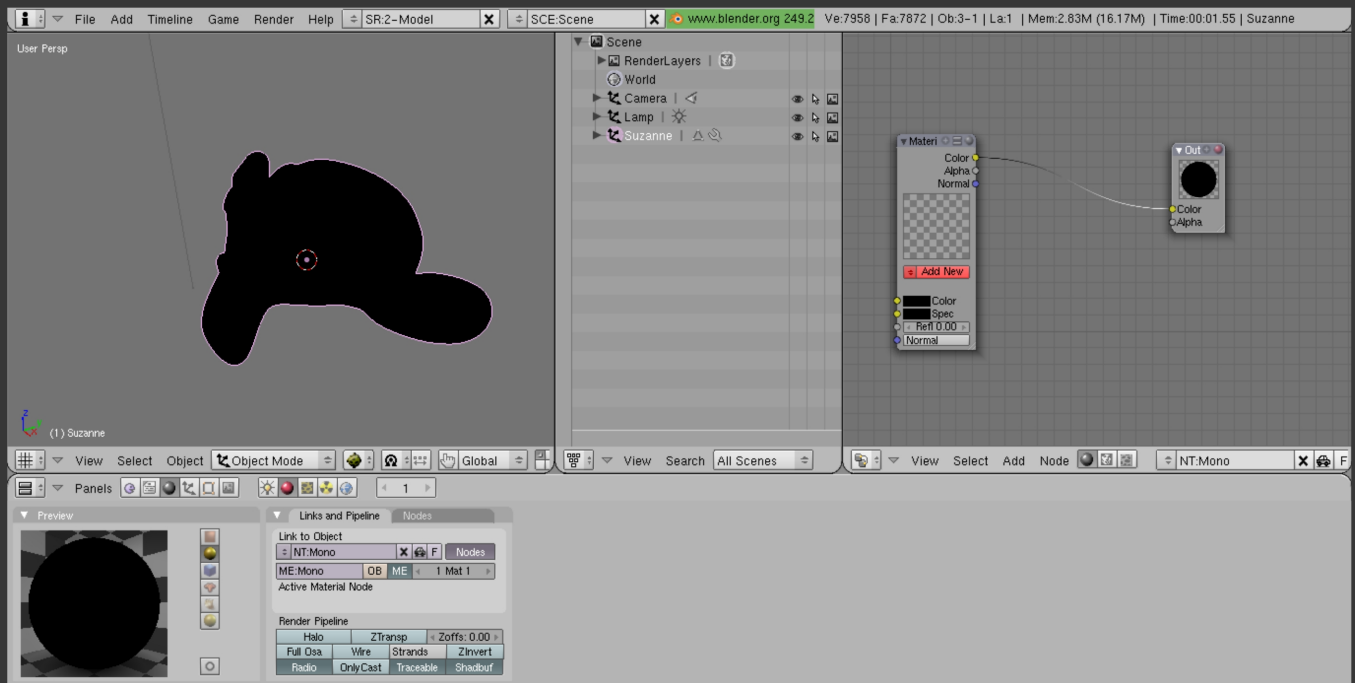 File Add Timeline Game Render Help SR:2-Model X SCE:Scene X www.blender.org 249.2 Ve:7958 | Fa:7872 | Ob:3-1 | La:1 | Mem:2.83M (16.17M) | Time:00:01.55 | Suzanne
User Persp
z
x
(1) Suzanne
View Select Object Object Mode Global
Scene
RenderLayers |
World
Camera |
Lamp |
Suzanne |
View Search All Scenes
Materi
Color
Alpha
Normal
Add New
Color
Spec
Refl 0.00
Normal
Out
Color
Alpha
View Select Add Node NT:Mono X F
Panels 1
Preview
Links and Pipeline Nodes
Link to Object
NT:Mono X F Nodes
ME:Mono OB ME 1 Mat 1
Active Material Node
Render Pipeline
Halo ZTransp Zoffs: 0.00
Full Osa Wire Strands ZInvert
Radio OnlyCast Traceable Shadbuf